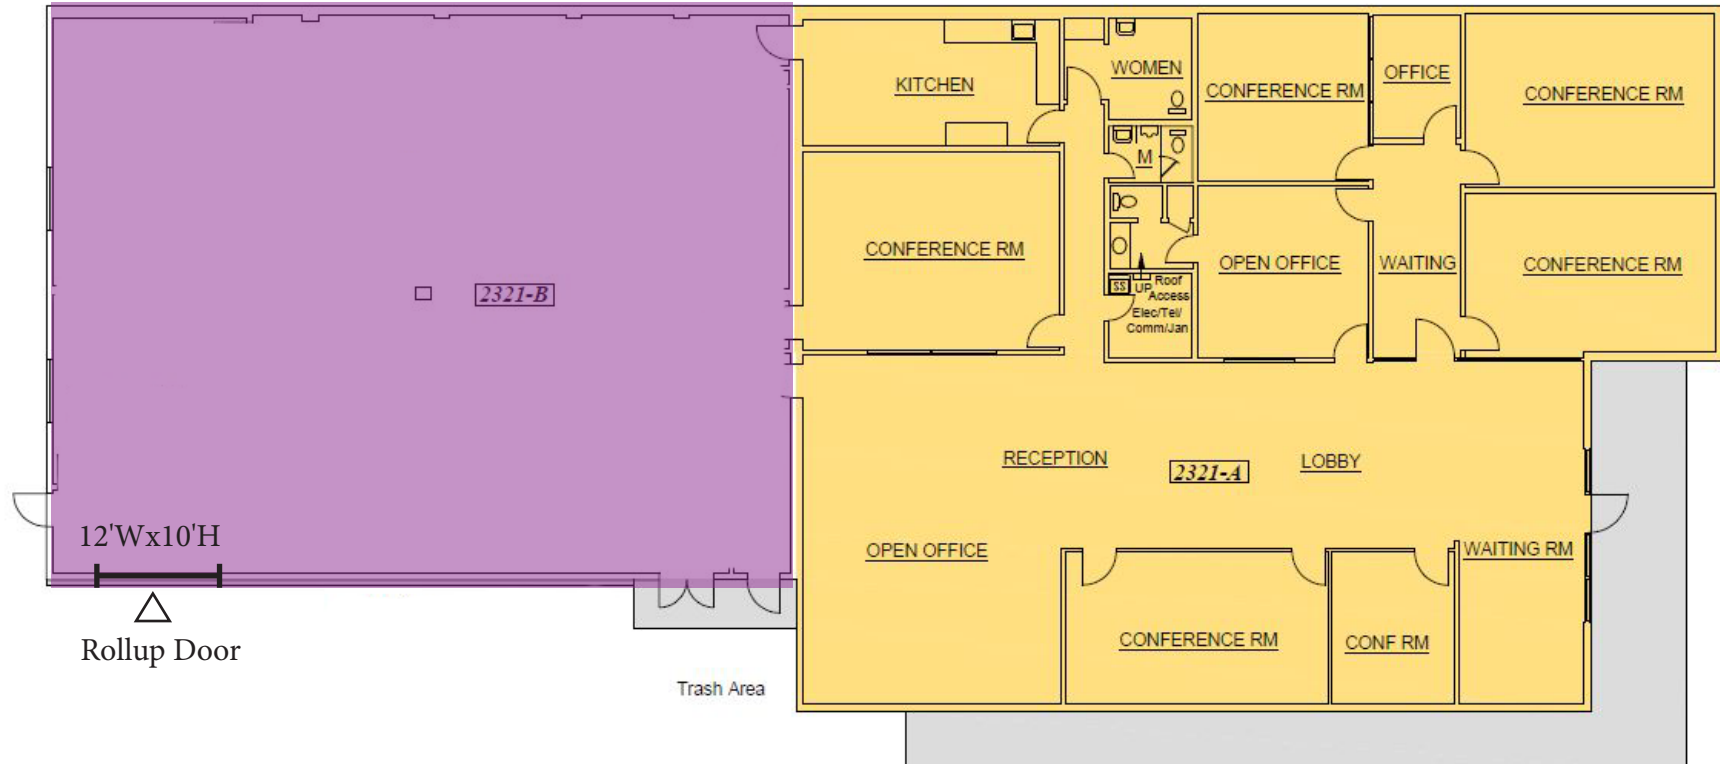 KITCHEN
WOMEN
CONFERENCE RM
OFFICE
CONFERENCE RM
M
CONFERENCE RM
OPEN OFFICE
WAITING
CONFERENCE RM
SS
UP
Roof
Access
Elec/Tel/
Comm/Jan
2321-B
RECEPTION
2321-A
LOBBY
12'Wx10'H
OPEN OFFICE
WAITING RM
CONFERENCE RM
CONF RM
Rollup Door
Trash Area